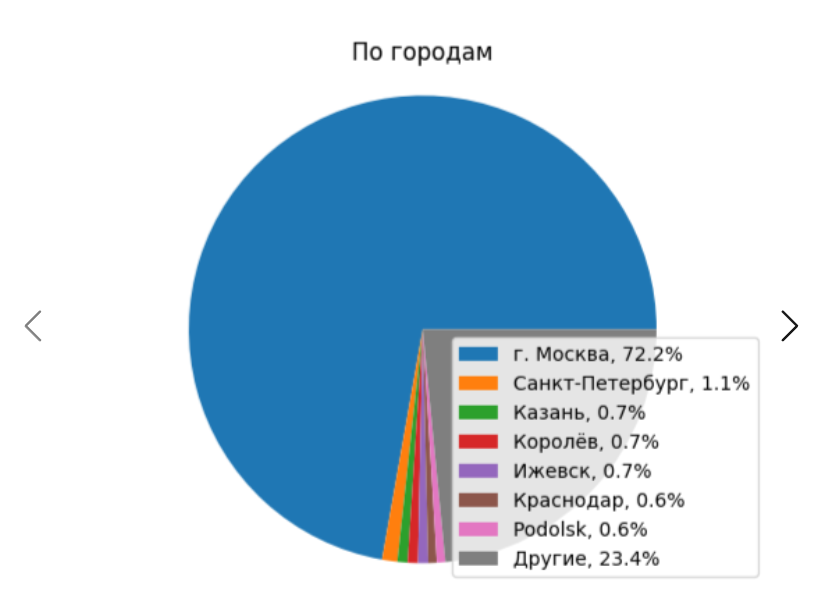 По городам
г. Москва, 72.2%
Санкт-Петербург, 1.1%
Казань, 0.7%
Королёв, 0.7%
Ижевск, 0.7%
Краснодар, 0.6%
Podolsk, 0.6%
Другие, 23.4%